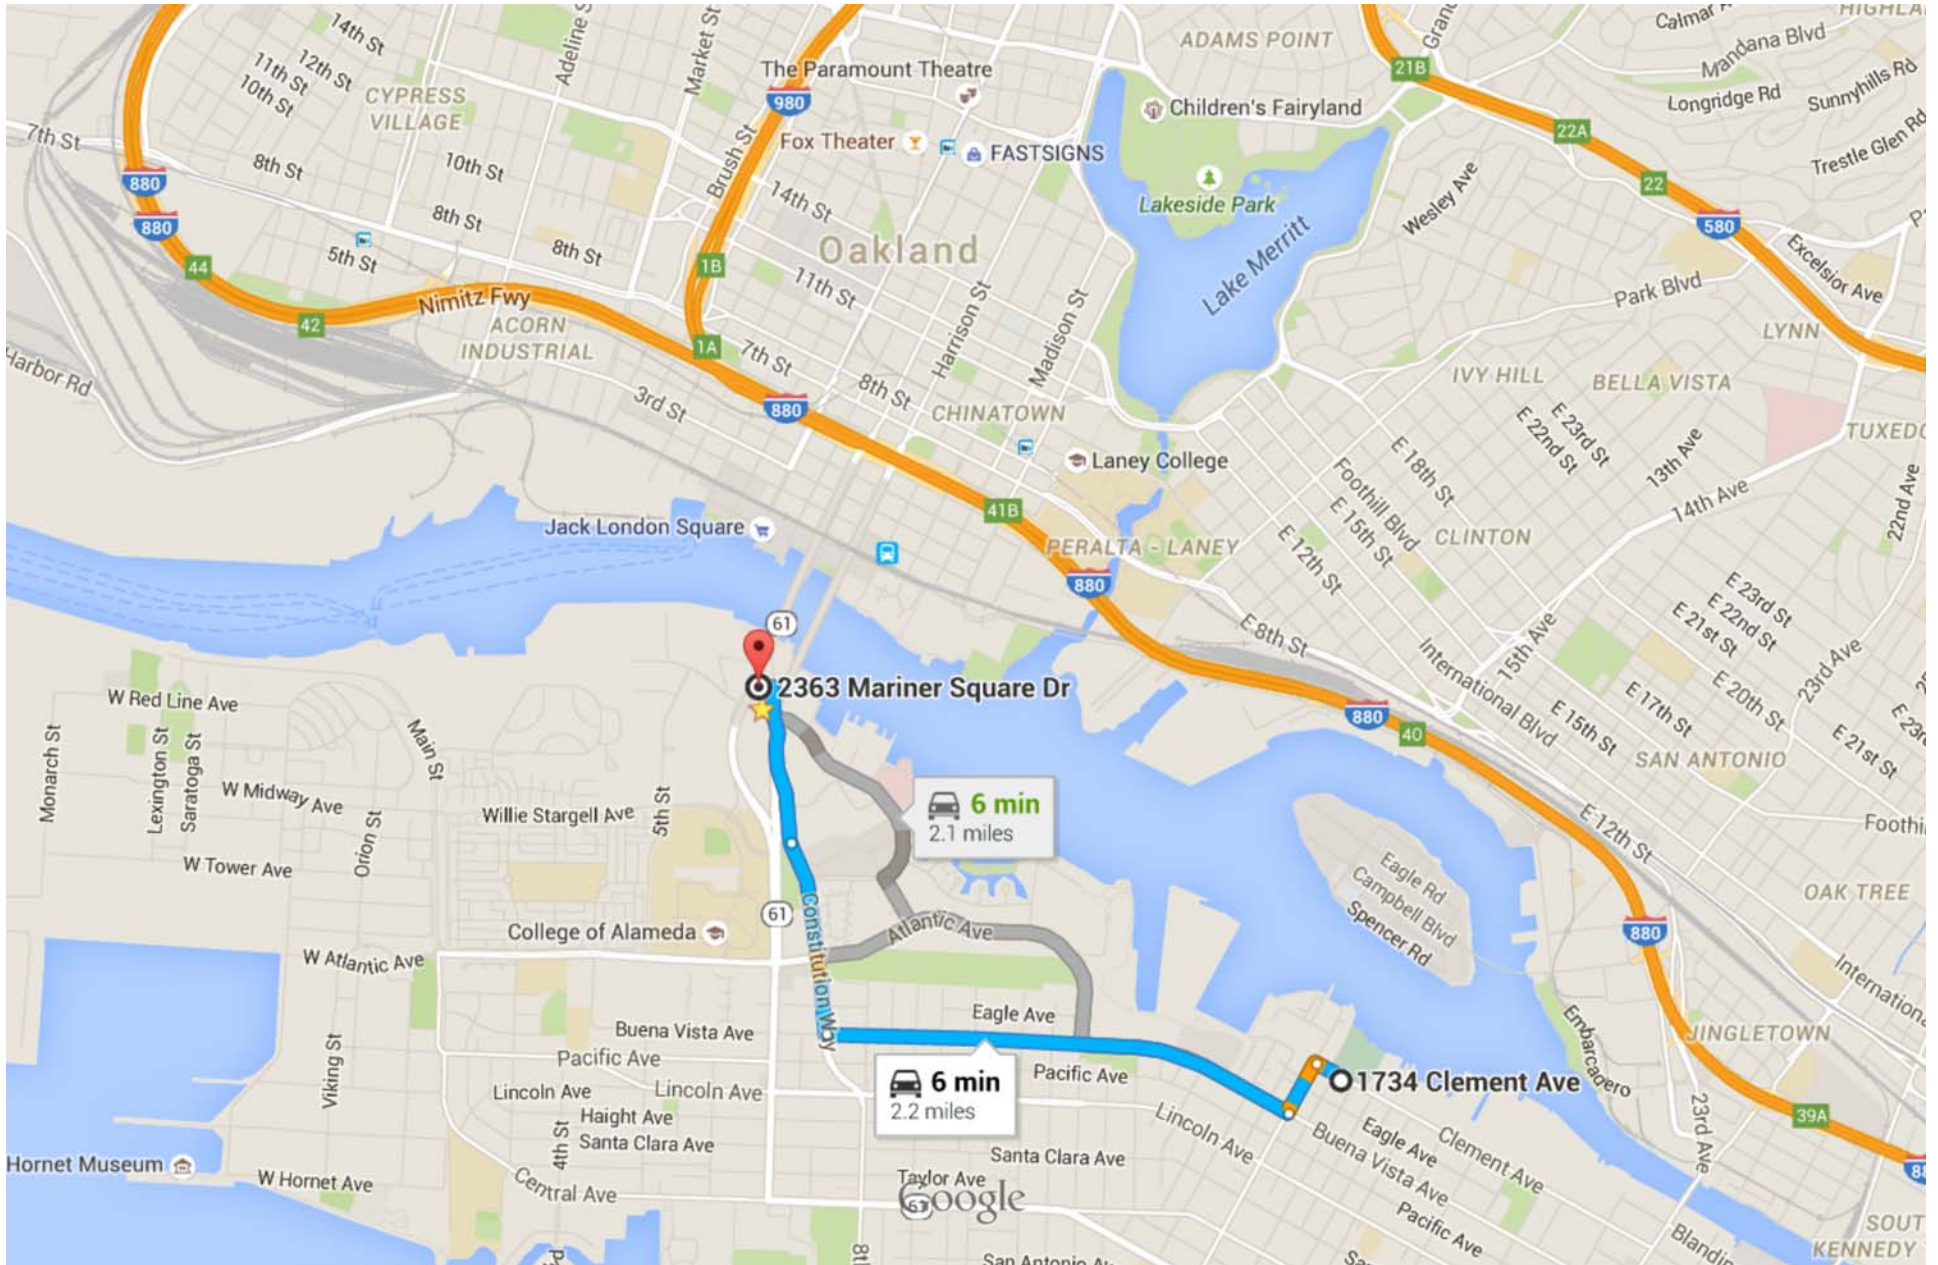 14th St
12th St
11th St
10th St
Adeline S
Market St
CYPRESS
VILLAGE
7th St
8th St
10th St
8th St
8th St
5th St
880
880
44
42
Nimitz Fwy
ACORN
INDUSTRIAL
Harbor Rd
The Paramount Theatre
980
Fox Theater
FASTSIGNS
Brush St
14th St
Oakland
1B
11th St
1A
7th St
8th St
3rd St
880
Harrison St
Madison St
CHINATOWN
Laney College
41B
PERALTA - LANEY
880
Jack London Square
ADAMS POINT
Children's Fairyland
Lakeside Park
Lake Merritt
21B
22A
22
580
Calmar
HIGHLA
Mandana Blvd
Longridge Rd
Sunnyhills Rd
Trestle Glen Rd
Wesley Ave
Excelsior Ave
Park Blvd
LYNN
IVY HILL
BELLA VISTA
E 23rd St
E 22nd St
13th Ave
TUXEDO
E 18th St
Foothill Blvd
E 15th St
E 12th St
CLINTON
14th Ave
22nd Ave
E 8th St
International Blvd
15th Ave
E 23rd St
E 22nd St
E 21st St
23rd Ave
E 20th St
E 17th St
E 15th St
SAN ANTONIO
E 21st St
E 23r
880
40
E 12th St
Foothi
OAK TREE
61
2363 Mariner Square Dr
W Red Line Ave
Main St
Monarch St
Lexington St
Saratoga St
W Midway Ave
Orion St
W Tower Ave
Willie Stargell Ave
5th St
6 min
2.1 miles
61
College of Alameda
W Atlantic Ave
Atlantic Ave
Constitution Way
Eagle Rd
Campbell Blvd
Spencer Rd
880
Internationa
Embarcadero
JINGLETOWN
Eagle Ave
Buena Vista Ave
Pacific Ave
Pacific Ave
Viking St
Lincoln Ave
Lincoln Ave
Haight Ave
4th St
Santa Clara Ave
6 min
2.2 miles
1734 Clement Ave
Lincoln Ave
Eagle Ave
Clement Ave
Buena Vista Ave
Pacific Ave
23rd Ave
39A
88
Hornet Museum
W Hornet Ave
Central Ave
Santa Clara Ave
Taylor Ave
Google
61
8th
San Antonio Av
Blandin
SOUT
KENNEDY